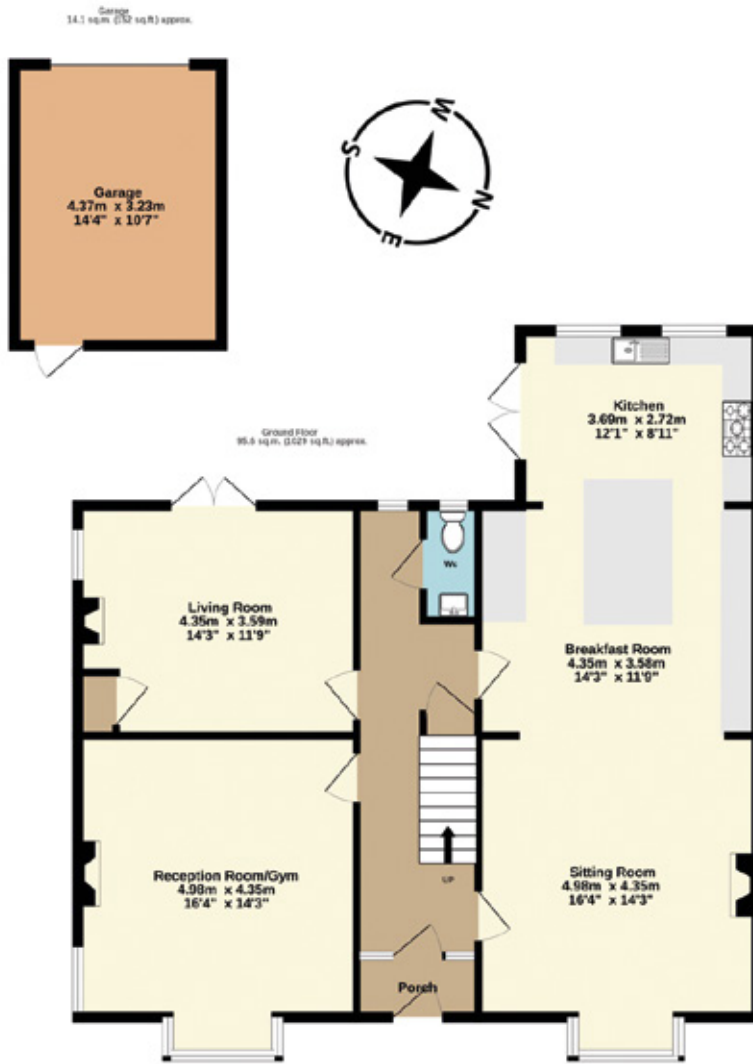 Garage
14.1 sq.m. (152 sq.ft.) approx.
Garage
4.37m x 3.23m
14'4" x 10'7"
W
S
N
E
Ground Floor
95.6 sq.m. (1029 sq.ft.) approx.
Kitchen
3.69m x 2.72m
12'1" x 8'11"
Wc
Living Room
4.35m x 3.59m
14'3" x 11'9"
Breakfast Room
4.35m x 3.58m
14'3" x 11'9"
Reception Room/Gym
4.98m x 4.35m
16'4" x 14'3"
UP
Sitting Room
4.98m x 4.35m
16'4" x 14'3"
Porch